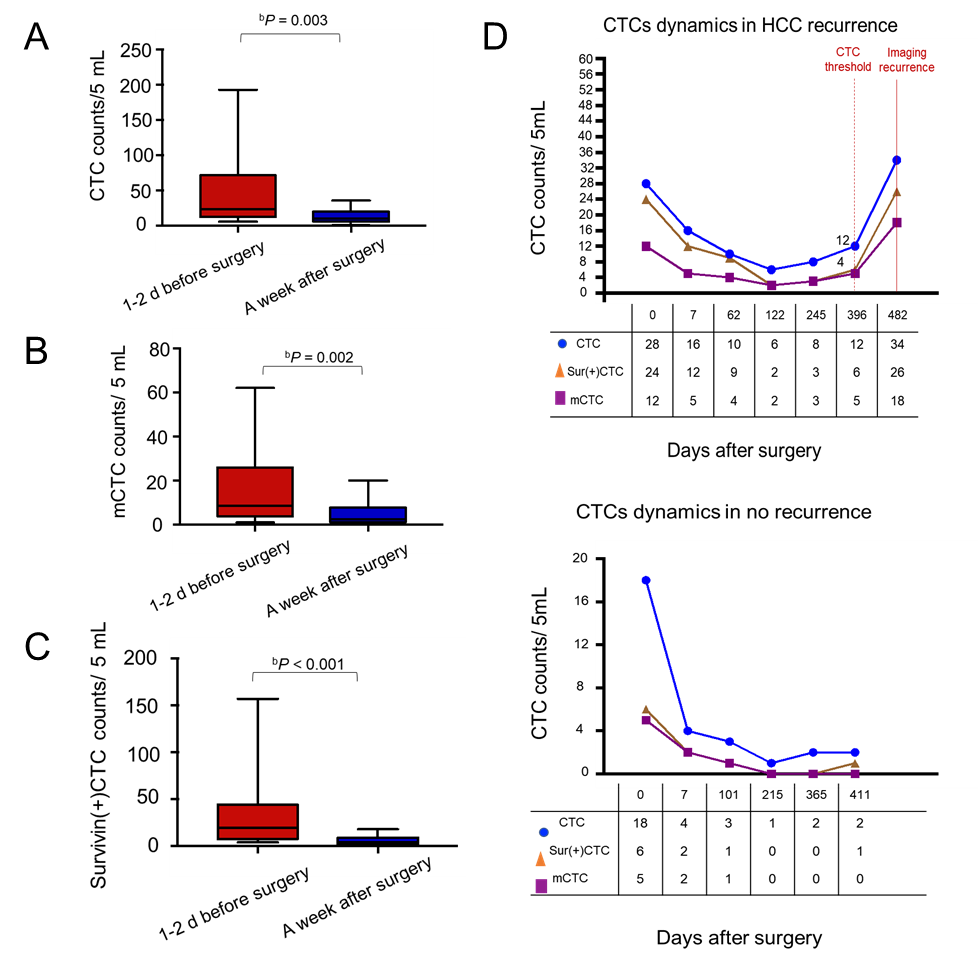 A
ᵇP = 0.003
CTC counts/5 mL
250
200
150
100
50
0
1-2 d before surgery
A week after surgery
B
ᵇP = 0.002
mCTC counts/ 5 mL
80
60
40
20
0
1-2 d before surgery
A week after surgery
C
ᵇP < 0.001
Survivin(+)CTC counts/ 5 mL
200
150
100
50
0
1-2 d before surgery
A week after surgery
D
CTCs dynamics in HCC recurrence
CTC threshold
Imaging recurrence
CTC counts/ 5mL
60
56
52
48
44
40
36
32
28
24
20
16
12
8
4
0
12
4
0 7 62 122 245 396 482
CTC 28 16 10 6 8 12 34
Sur(+)CTC 24 12 9 2 3 6 26
mCTC 12 5 4 2 3 5 18
Days after surgery
CTCs dynamics in no recurrence
CTC counts/ 5mL
20
16
12
8
4
0
0 7 101 215 365 411
CTC 18 4 3 1 2 2
Sur(+)CTC 6 2 1 0 0 1
mCTC 5 2 1 0 0 0
Days after surgery